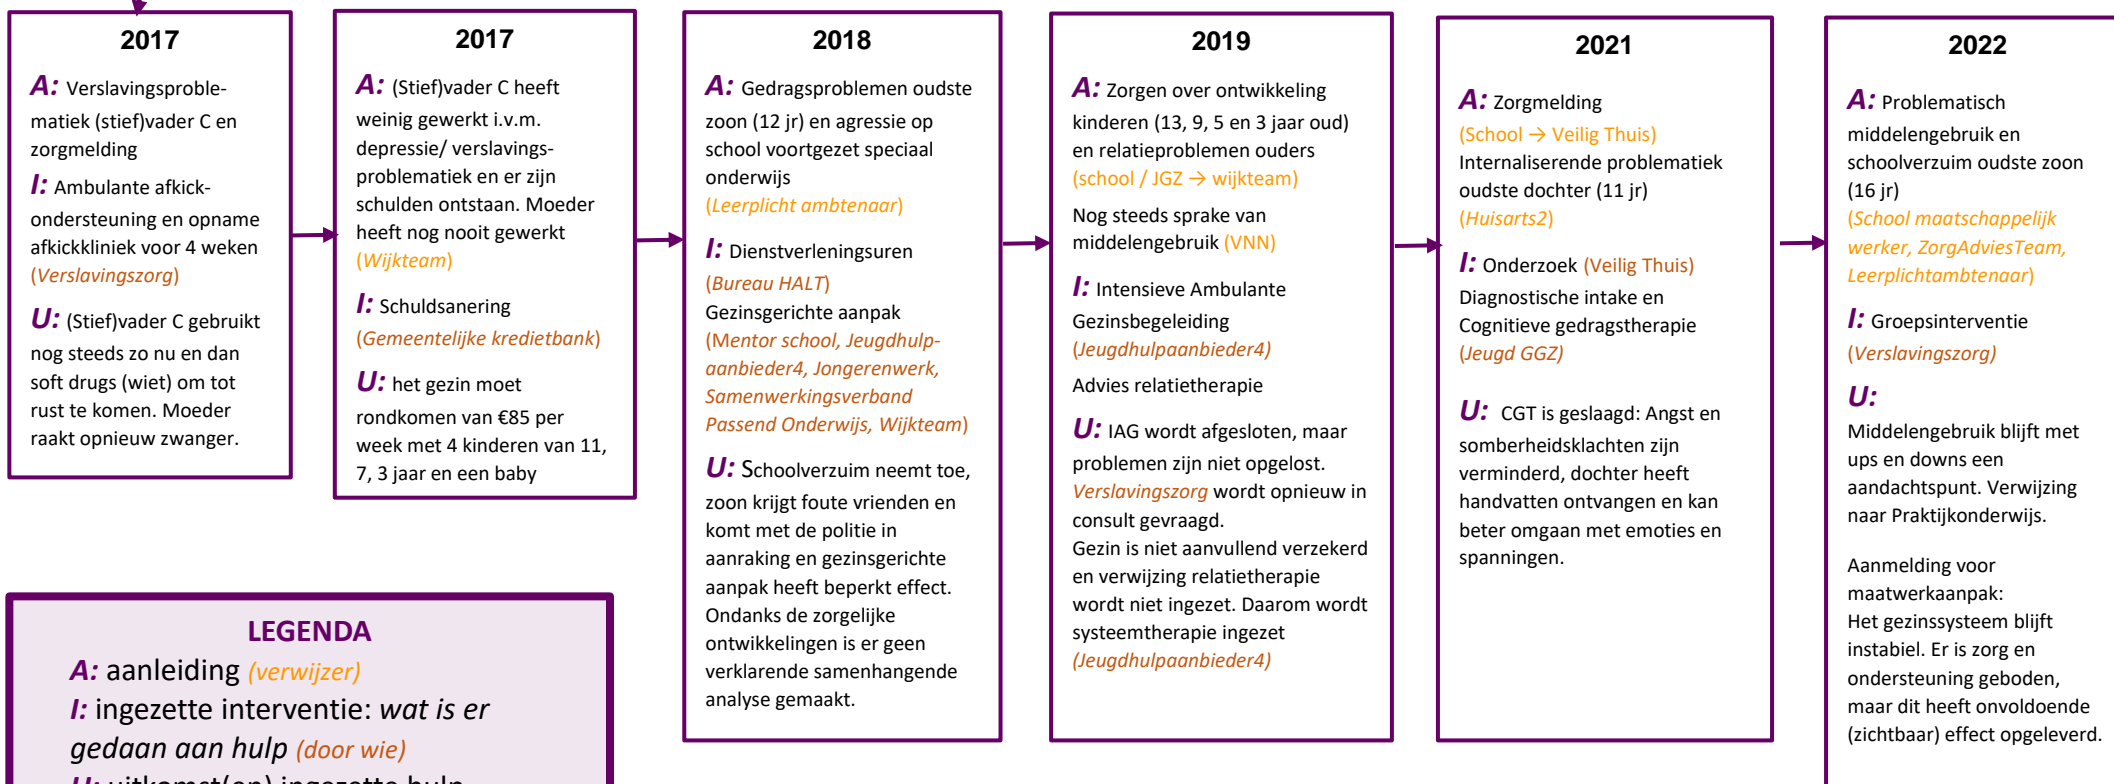 2017
A: Verslavingsproble-
matiek (stief)vader C en
zorgmelding
I: Ambulante afkick-
ondersteuning en opname
afkickkliniek voor 4 weken
(Verslavingszorg)
U: (Stief)vader C gebruikt
nog steeds zo nu en dan
soft drugs (wiet) om tot
rust te komen. Moeder
raakt opnieuw zwanger.
2017
A: (Stief)vader C heeft
weinig gewerkt i.v.m.
depressie/ verslavings-
problematiek en er zijn
schulden ontstaan. Moeder
heeft nog nooit gewerkt
(Wijkteam)
I: Schuldsanering
(Gemeentelijke kredietbank)
U: het gezin moet
rondkomen van €85 per
week met 4 kinderen van 11,
7, 3 jaar en een baby
2018
A: Gedragsproblemen oudste
zoon (12 jr) en agressie op
school voortgezet speciaal
onderwijs
(Leerplicht ambtenaar)
I: Dienstverleningsuren
(Bureau HALT)
Gezinsgerichte aanpak
(Mentor school, Jeugdhulp-
aanbieder4, Jongerenwerk,
Samenwerkingsverband
Passend Onderwijs, Wijkteam)
U: Schoolverzuim neemt toe,
zoon krijgt foute vrienden en
komt met de politie in
aanraking en gezinsgerichte
aanpak heeft beperkt effect.
Ondanks de zorgelijke
ontwikkelingen is er geen
verklarende samenhangende
analyse gemaakt.
2019
A: Zorgen over ontwikkeling
kinderen (13, 9, 5 en 3 jaar oud)
en relatieproblemen ouders
(school / JGZ → wijkteam)
Nog steeds sprake van
middelengebruik (VNN)
I: Intensieve Ambulante
Gezinsbegeleiding
(Jeugdhulpaanbieder4)
Advies relatietherapie
U: IAG wordt afgesloten, maar
problemen zijn niet opgelost.
Verslavingszorg wordt opnieuw in
consult gevraagd.
Gezin is niet aanvullend verzekerd
en verwijzing relatietherapie
wordt niet ingezet. Daarom wordt
systeemtherapie ingezet
(Jeugdhulpaanbieder4)
2021
A: Zorgmelding
(School → Veilig Thuis)
Internaliserende problematiek
oudste dochter (11 jr)
(Huisarts2)
I: Onderzoek (Veilig Thuis)
Diagnostische intake en
Cognitieve gedragstherapie
(Jeugd GGZ)
U: CGT is geslaagd: Angst en
somberheidsklachten zijn
verminderd, dochter heeft
handvatten ontvangen en kan
beter omgaan met emoties en
spanningen.
2022
A: Problematisch
middelengebruik en
schoolverzuim oudste zoon
(16 jr)
(School maatschappelijk
werker, ZorgAdviesTeam,
Leerplichtambtenaar)
I: Groepsinterventie
(Verslavingszorg)
U:
Middelengebruik blijft met
ups en downs een
aandachtspunt. Verwijzing
naar Praktijkonderwijs.
Aanmelding voor
maatwerkaanpak:
Het gezinssysteem blijft
instabiel. Er is zorg en
ondersteuning geboden,
maar dit heeft onvoldoende
(zichtbaar) effect opgeleverd.
LEGENDA
A: aanleiding (verwijzer)
I: ingezette interventie: wat is er
gedaan aan hulp (door wie)
U: uitkomst(en) ingezette hulp